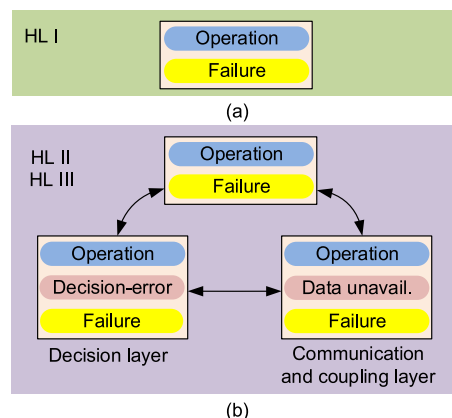 HL I
Operation
Failure
(a)
HL II
HL III
Operation
Failure
Operation
Decision-error
Failure
Decision layer
Operation
Data unavail.
Failure
Communication
and coupling layer
(b)